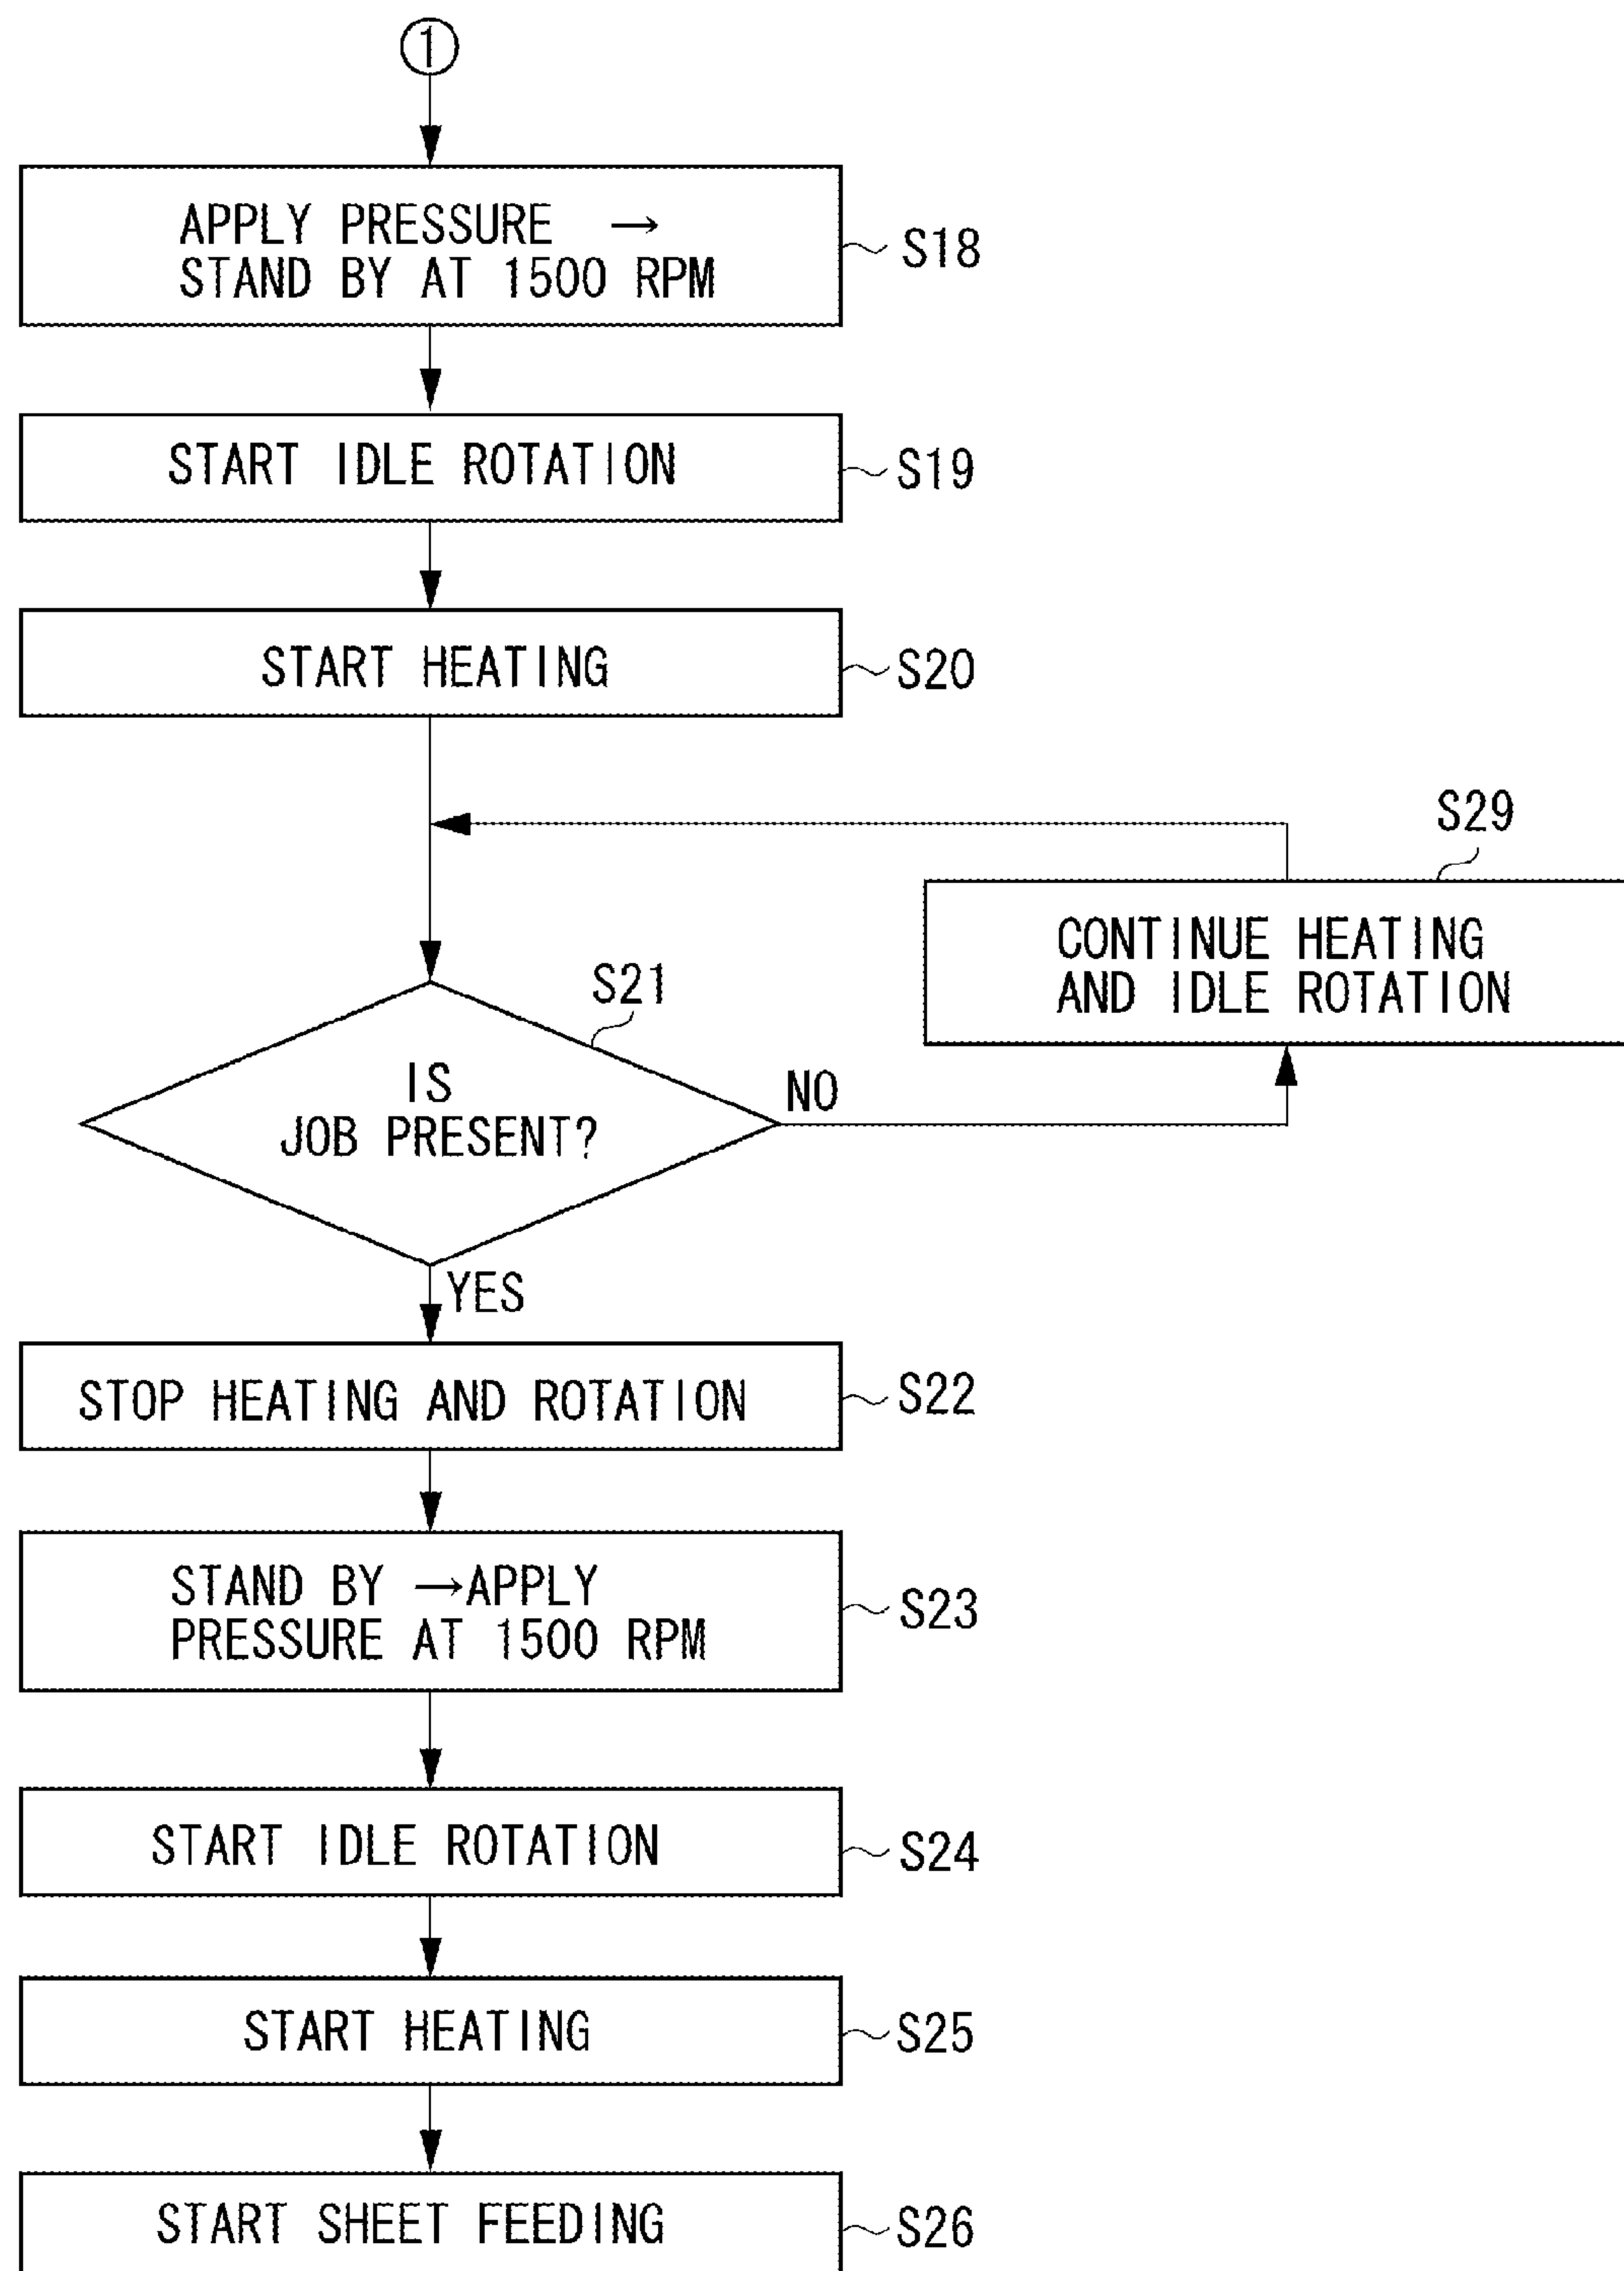 1
APPLY PRESSURE →
STAND BY AT 1500 RPM
S18
START IDLE ROTATION
S19
START HEATING
S20
S29
CONTINUE HEATING
AND IDLE ROTATION
S21
IS
JOB PRESENT?
NO
YES
STOP HEATING AND ROTATION
S22
STAND BY →APPLY
PRESSURE AT 1500 RPM
S23
START IDLE ROTATION
S24
START HEATING
S25
START SHEET FEEDING
S26